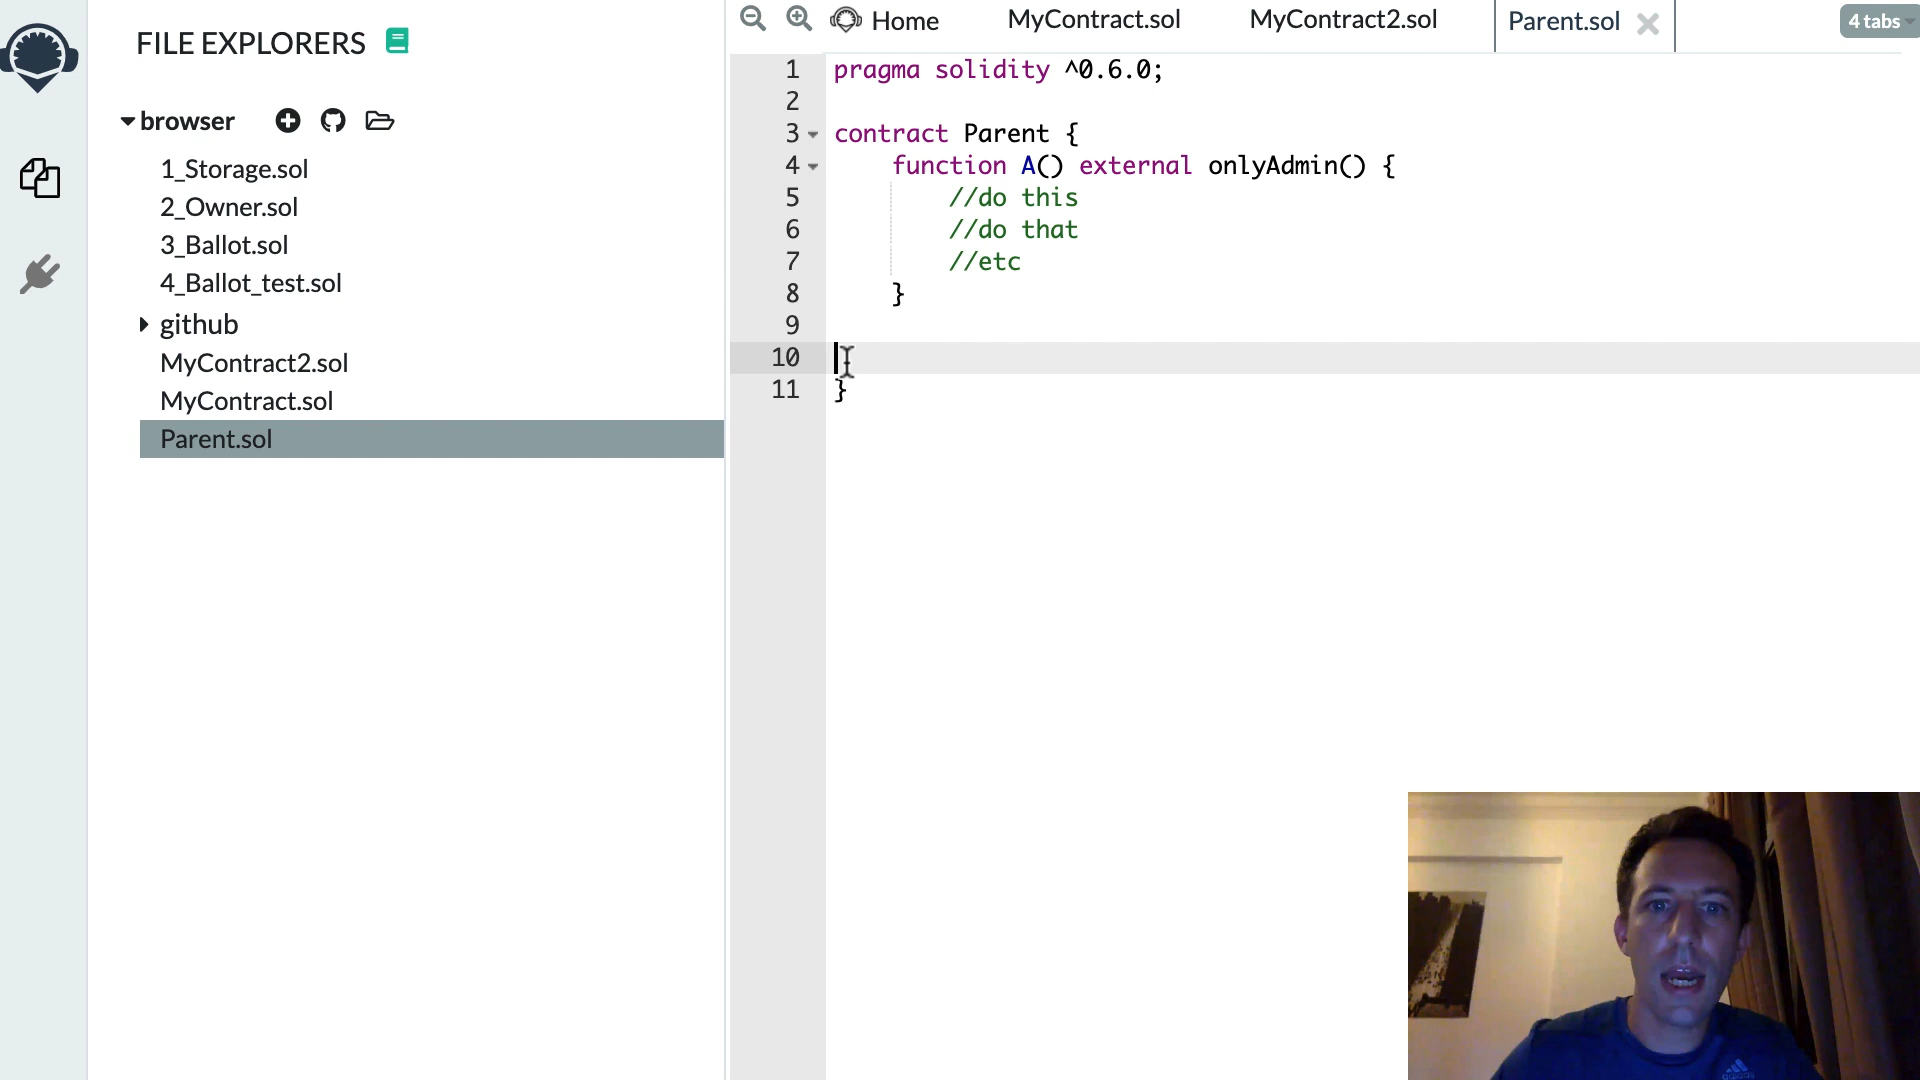 FILE EXPLORERS
browser
1_Storage.sol
2_Owner.sol
3_Ballot.sol
4_Ballot_test.sol
github
MyContract2.sol
MyContract.sol
Parent.sol
Home
MyContract.sol
MyContract2.sol
Parent.sol
4 tabs
1 pragma solidity ^0.6.0;
2
3 contract Parent {
4 function A() external onlyAdmin() {
5 //do this
6 //do that
7 //etc
8 }
9
10
11 }
adidas